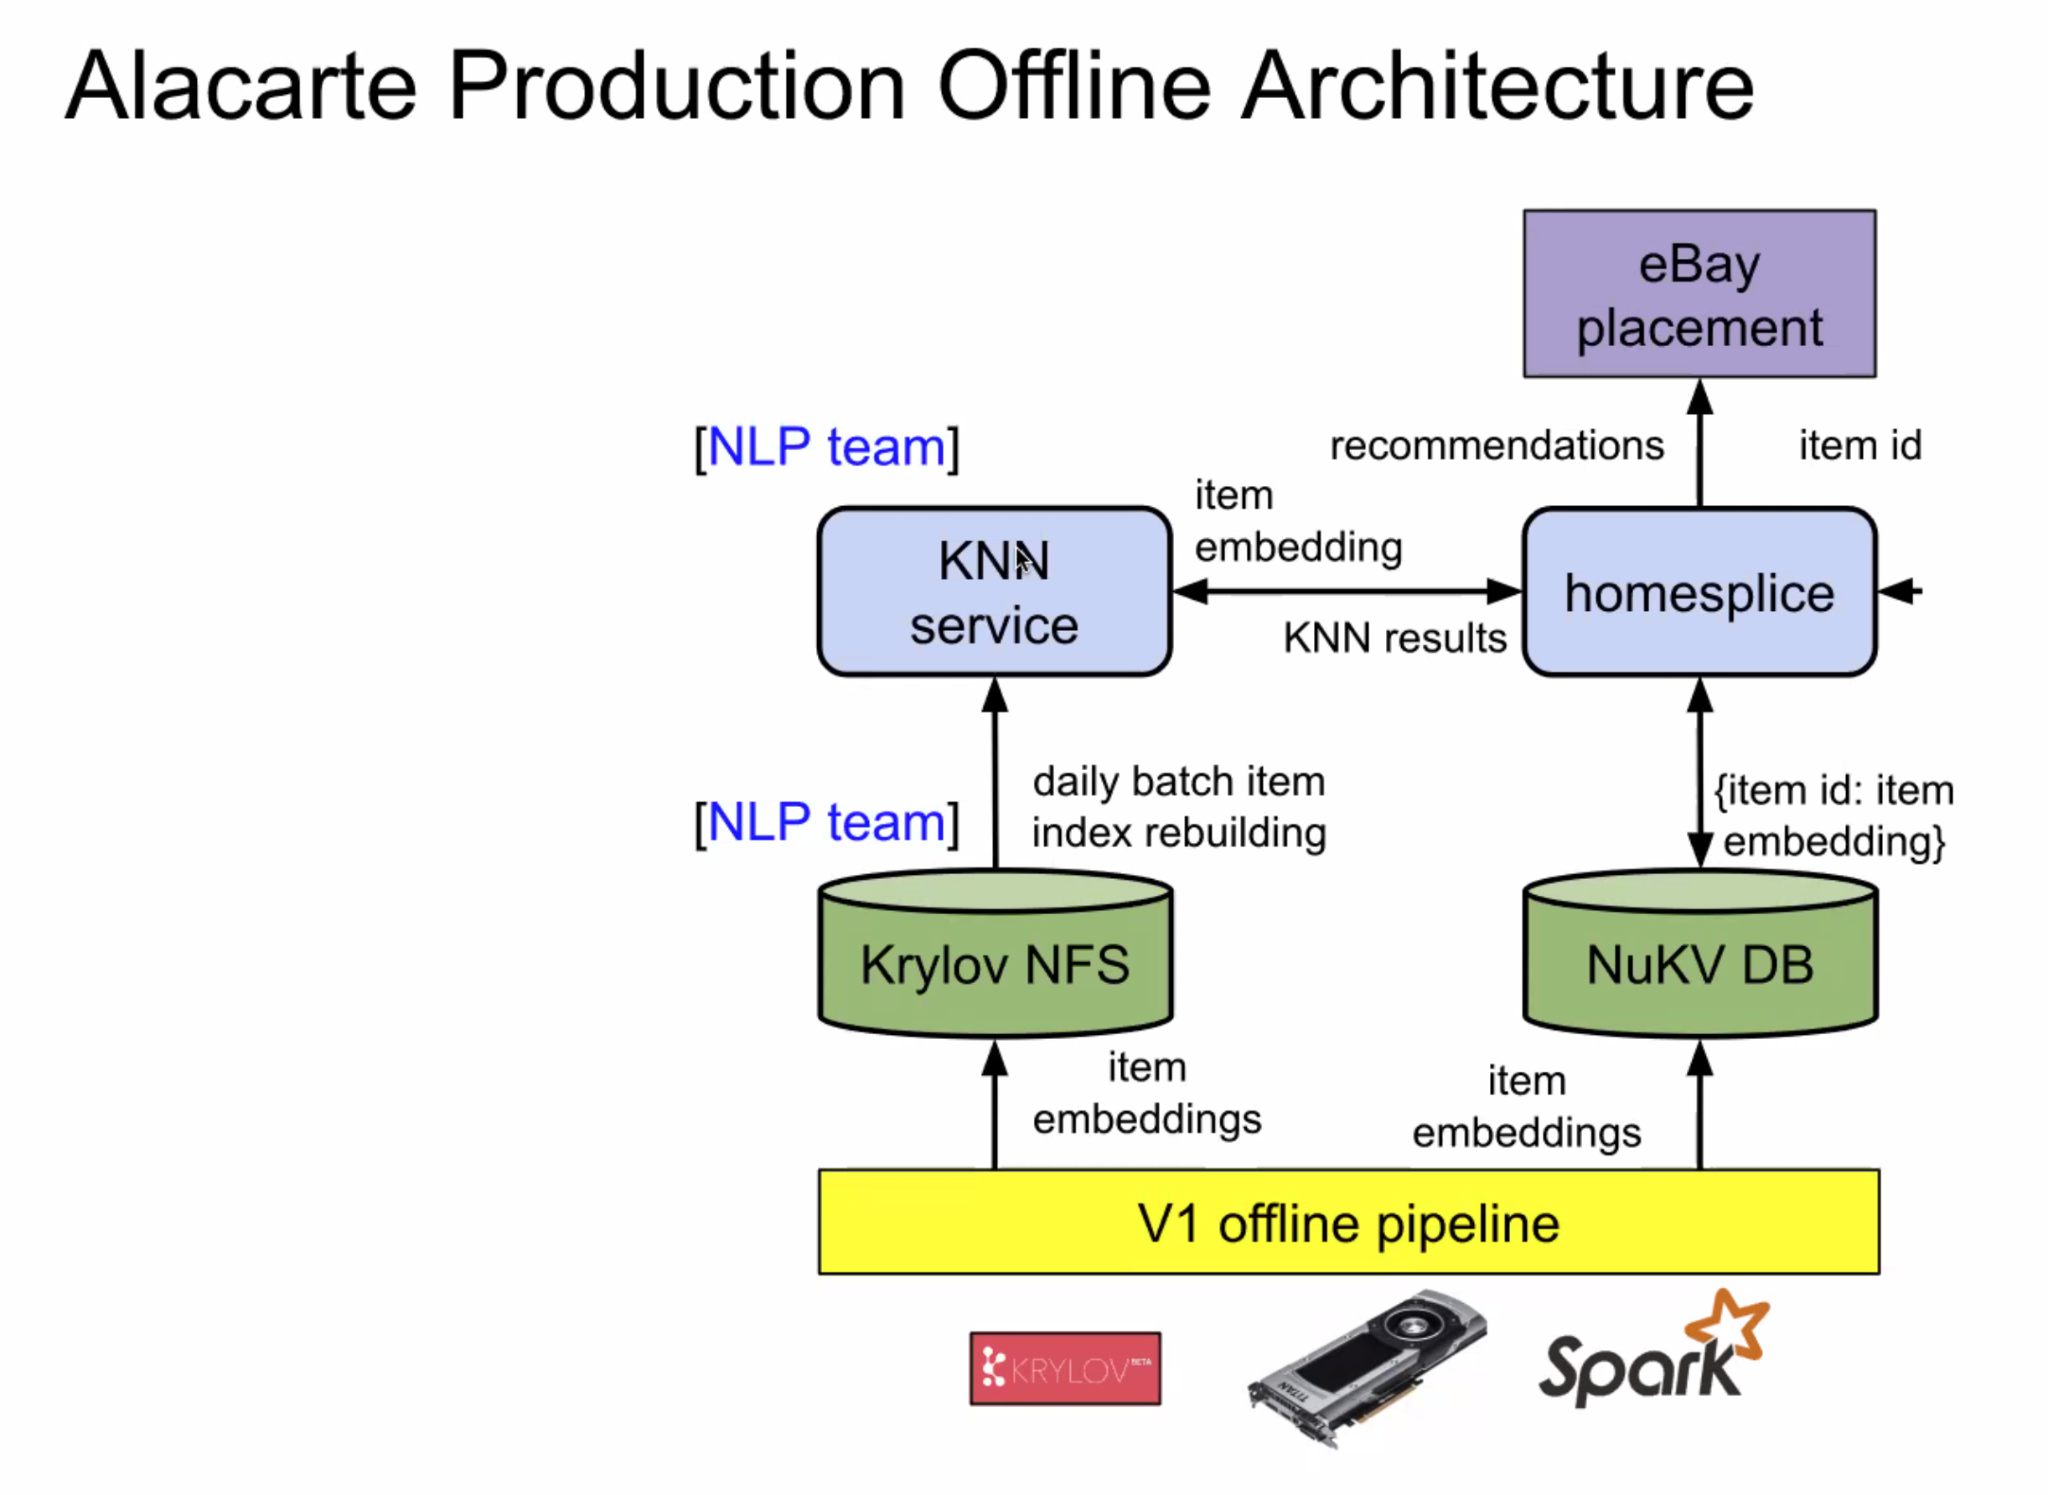 Alacarte Production Offline Architecture
eBay
placement
[NLP team]
recommendations
item id
item
embedding
KNN
service
homesplice
KNN results
daily batch item
index rebuilding
{item id: item
embedding}
[NLP team]
Krylov NFS
NuKV DB
item
embeddings
item
embeddings
V1 offline pipeline
KRYLOV BETA
TITAN
Spark